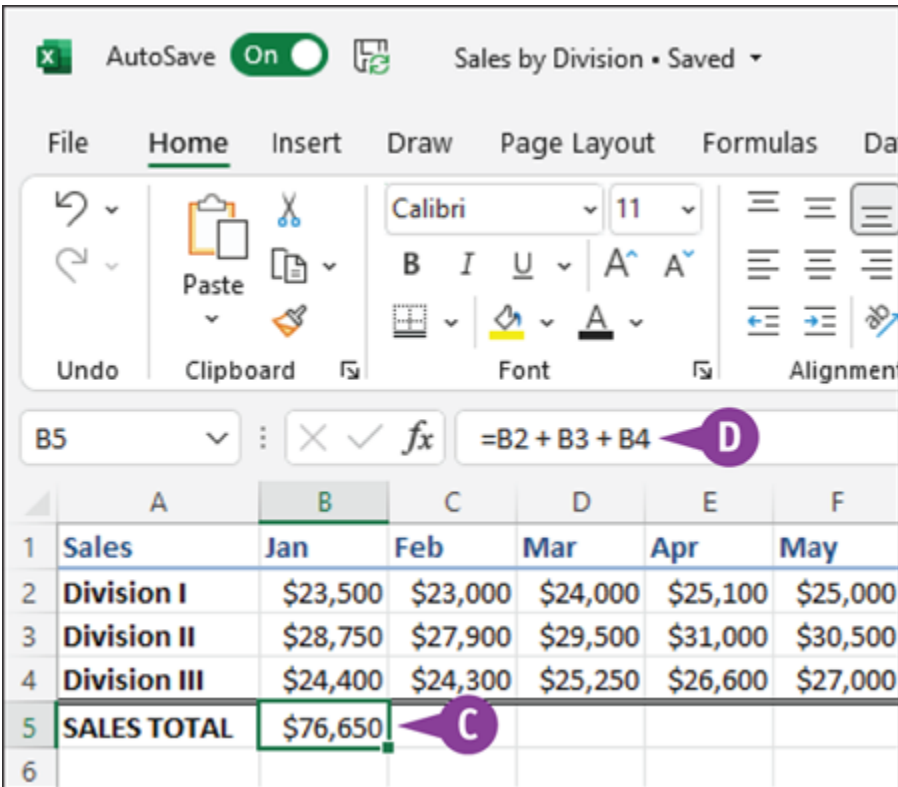 AutoSave On Sales by Division • Saved
File Home Insert Draw Page Layout Formulas Da
Calibri 11
B I U A A
Paste
A
ab
Undo Clipboard Font Alignment
B5 fx =B2 + B3 + B4 D
A B C D E F
1 Sales Jan Feb Mar Apr May
2 Division I $23,500 $23,000 $24,000 $25,100 $25,000
3 Division II $28,750 $27,900 $29,500 $31,000 $30,500
4 Division III $24,400 $24,300 $25,250 $26,600 $27,000
5 SALES TOTAL $76,650 C
6